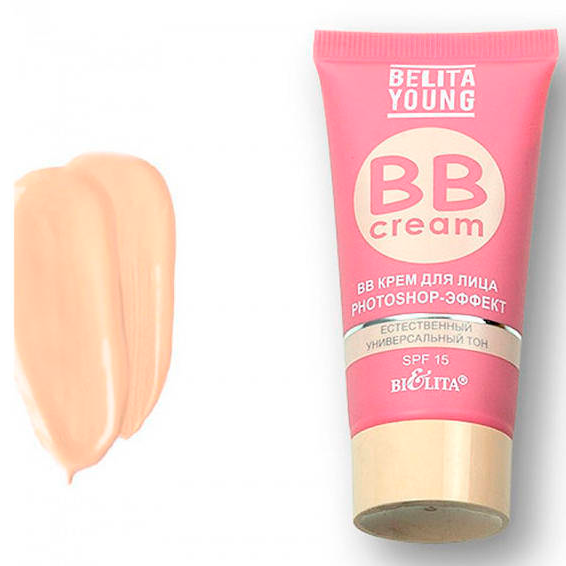 BELITA
YOUNG
BB
cream
BB КРЕМ ДЛЯ ЛИЦА
PHOTOSHOP-ЭФФЕКТ
ЕСТЕСТВЕННЫЙ
УНИВЕРСАЛЬНЫЙ ТОН
SPF 15
BIELITA®